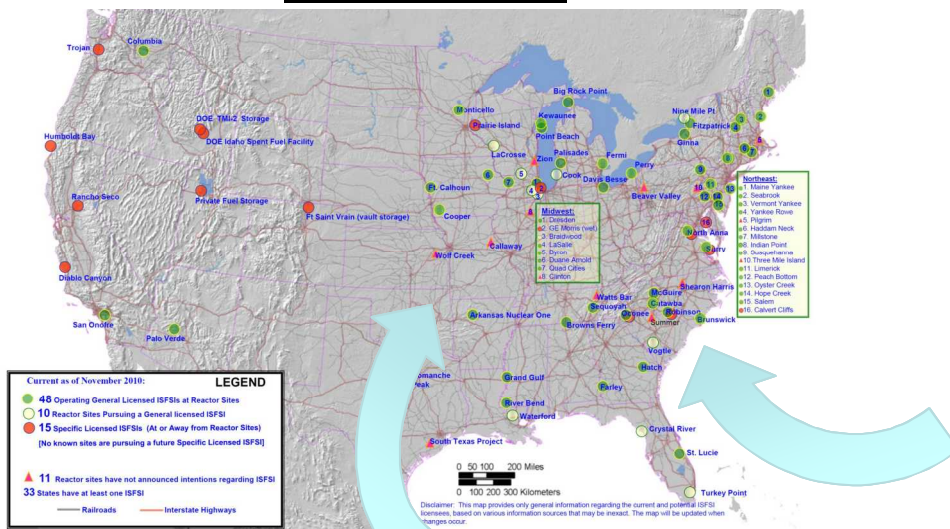 Trojan
Columbia
Humboldt Bay
DOE TMI-2 Storage
DOE Idaho Spent Fuel Facility
Rancho Seco
Private Fuel Storage
Ft Saint Vrain (vault storage)
Diablo Canyon
San Onofre
Palo Verde
Monticello
Prairie Island
LaCrosse
Big Rock Point
Kewaunee
Point Beach
Zion
Palisades
Cook
Fermi
Davis Besse
Perry
Beaver Valley
Nine Mile Pt
Fitzpatrick
Ginna
Ft. Calhoun
Cooper
Callaway
Wolf Creek
Arkansas Nuclear One
Watts Bar
Sequoyah
Browns Ferry
McGuire
Catawba
Oconee
Robinson
Summer
Shearon Harris
Brunswick
North Anna
Surry
Vogtle
Hatch
Farley
Grand Gulf
River Bend
Waterford
South Texas Project
Crystal River
St. Lucie
Turkey Point
omanche
eak
Midwest:
1. Dresden
2. GE Morris (wet)
3. Braidwood
4. LaSalle
5. Byron
6. Duane Arnold
7. Quad Cities
8. Clinton
Northeast:
1. Maine Yankee
2. Seabrook
3. Vermont Yankee
4. Yankee Rowe
5. Pilgrim
6. Haddam Neck
7. Millstone
8. Indian Point
9. Susquehanna
10 Three Mile Island
11. Limerick
12. Peach Bottom
13. Oyster Creek
14. Hope Creek
15. Salem
16. Calvert Cliffs
Current as of November 2010:
LEGEND
48 Operating General Licensed ISFSIs at Reactor Sites
10 Reactor Sites Pursuing a General licensed ISFSI
15 Specific Licensed ISFSIs (At or Away from Reactor Sites)
[No known sites are pursuing a future Specific Licensed ISFSI]
11 Reactor sites have not announced intentions regarding ISFSI
33 States have at least one ISFSI
Railroads
Interstate Highways
0 50 100 200 Miles
0 100 200 300 Kilometers
Disclaimer: This map provides only general information regarding the current and potential ISFSI
licensees, based on various information sources that may be inexact. The map will be updated when
changes occur.